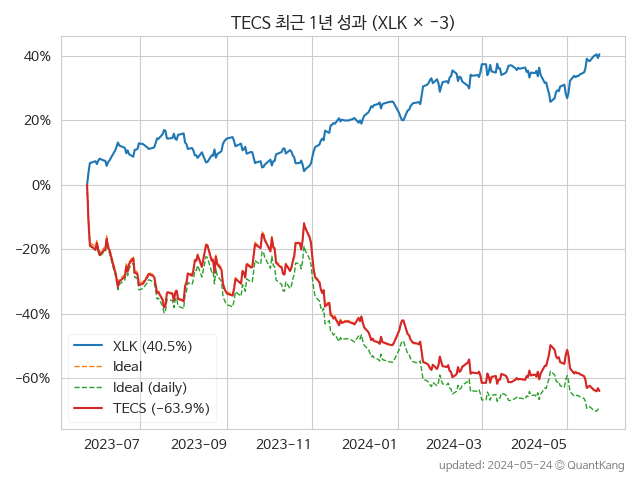 TECS 최근 1년 성과 (XLK × −3)
40%
20%
0%
−20%
−40%
−60%
XLK (40.5%)
Ideal
Ideal (daily)
TECS (−63.9%)
2023-07
2023-09
2023-11
2024-01
2024-03
2024-05
updated: 2024-05-24 © QuantKang